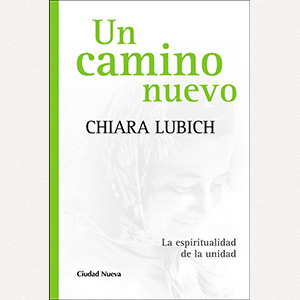 Un
camino
nuevo
CHIARA LUBICH
La espiritualidad
de la unidad
Ciudad Nueva